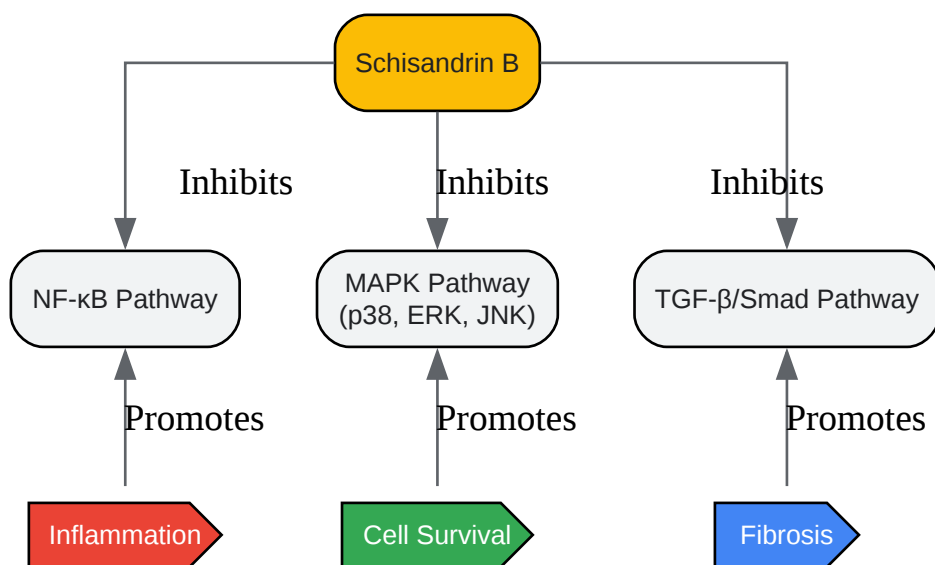 Schisandrin B
Inhibits
Inhibits
Inhibits
NF-κB Pathway
MAPK Pathway
(p38, ERK, JNK)
TGF-β/Smad Pathway
Promotes
Promotes
Promotes
Inflammation
Cell Survival
Fibrosis